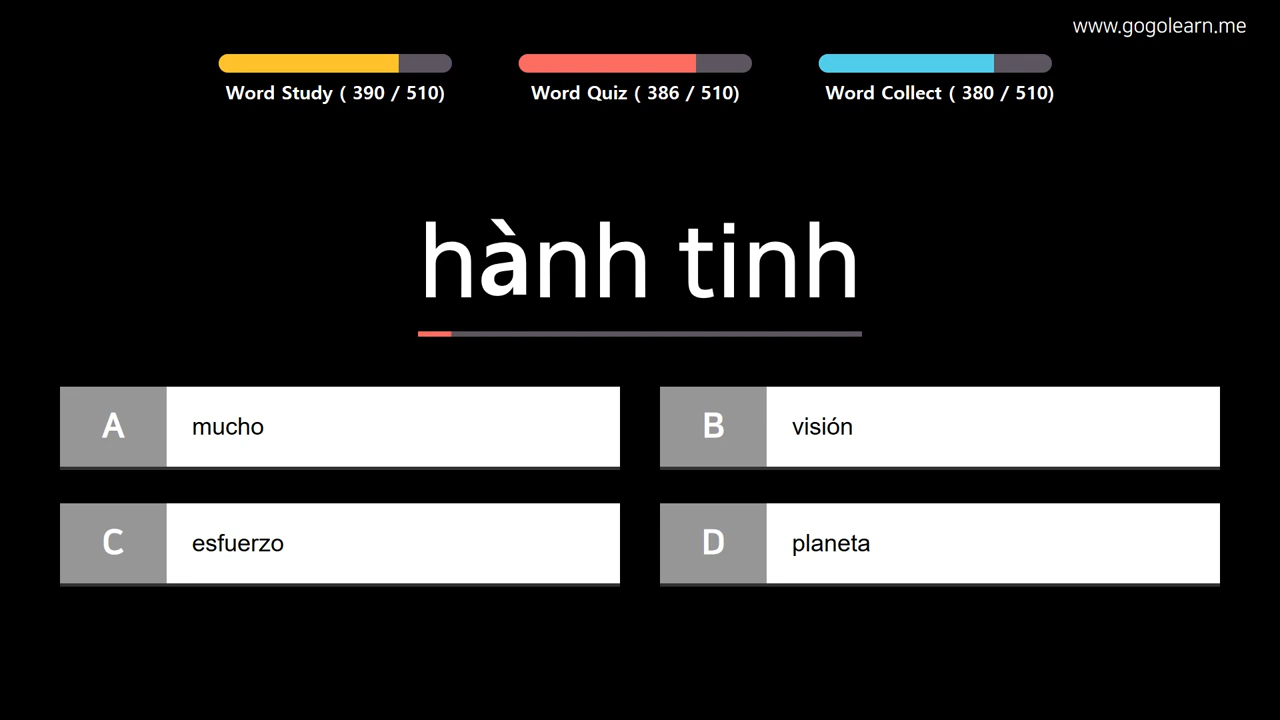 www.gogolearn.me
Word Study ( 390 / 510)
Word Quiz ( 386 / 510)
Word Collect ( 380 / 510)
hành tinh
A
mucho
B
visión
C
esfuerzo
D
planeta